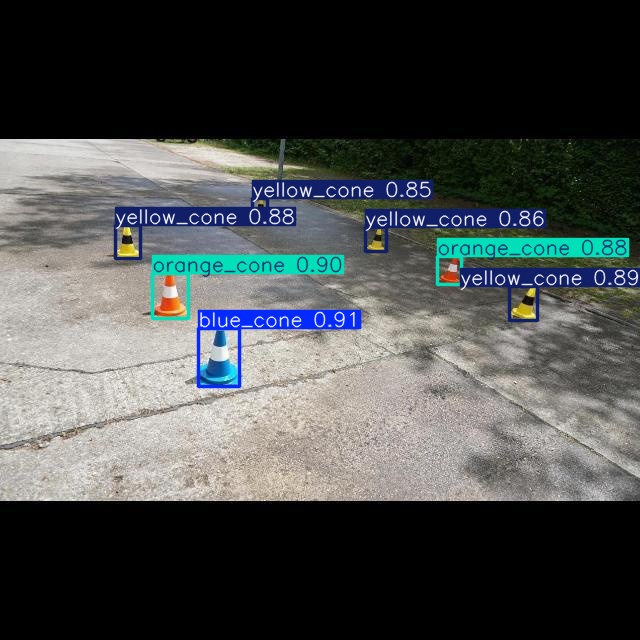 yellow_cone 0.85
yellow_cone 0.88
yellow_cone 0.86
orange_cone 0.88
orange_cone 0.90
yellow_cone 0.89
blue_cone 0.91